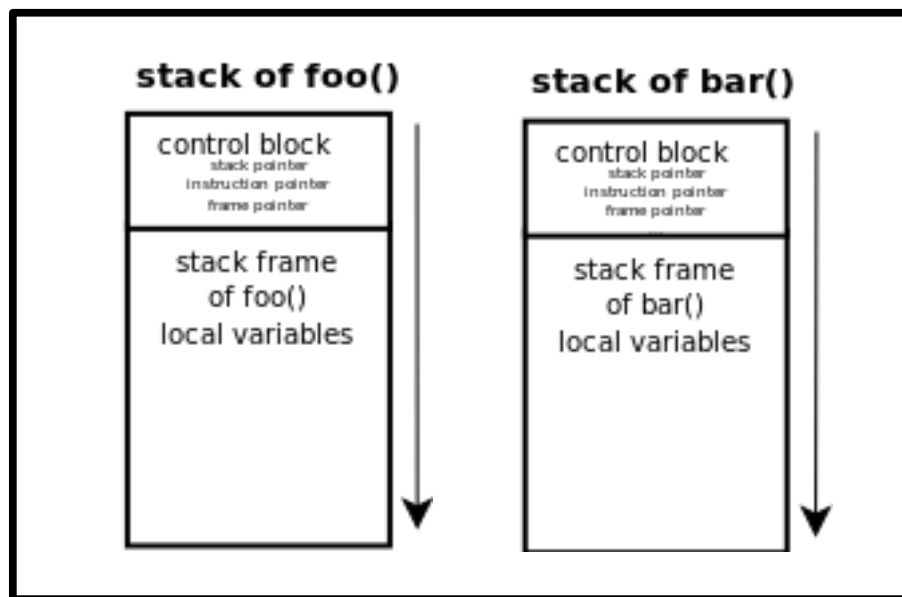 stack of foo()
control block
stack pointer
instruction pointer
frame pointer
stack frame
of foo()
local variables
stack of bar()
control block
stack pointer
instruction pointer
frame pointer
...
stack frame
of bar()
local variables